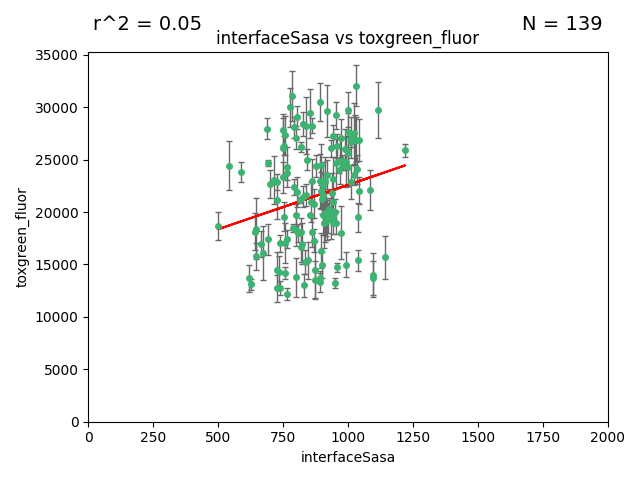 r^2 = 0.05
N = 139
interfaceSasa vs toxgreen_fluor
35000
30000
25000
20000
15000
10000
5000
0
toxgreen_fluor
0 250 500 750 1000 1250 1500 1750 2000
interfaceSasa